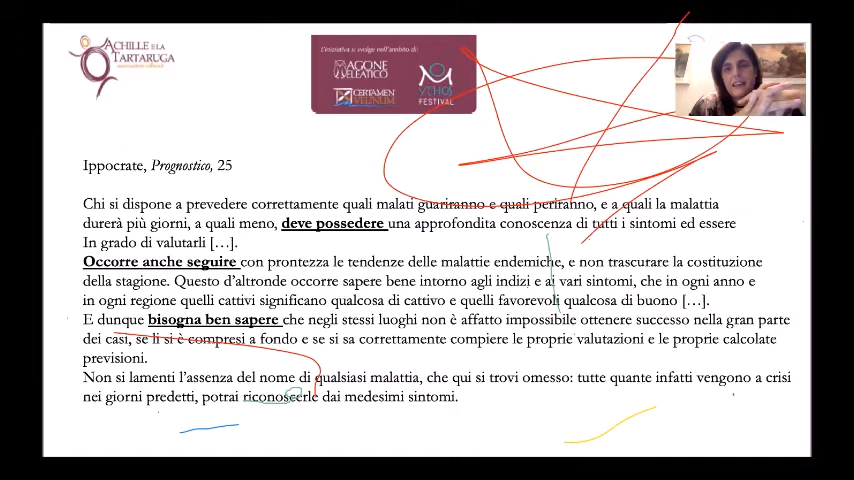 ACHILLE E LA
TARTARUGA
associazione culturale
L'iniziativa si svolge nell'ambito di:
AGONE
ELEATICO
CERTAMEN
VELINUM
MYTHOS
FESTIVAL
Ippocrate, Prognostico, 25
Chi si dispone a prevedere correttamente quali malati guariranno e quali periranno, e a quali la malattia
durerà più giorni, a quali meno, deve possedere una approfondita conoscenza di tutti i sintomi ed essere
In grado di valutarli […].
Occorre anche seguire con prontezza le tendenze delle malattie endemiche, e non trascurare la costituzione
della stagione. Questo d'altronde occorre sapere bene intorno agli indizi e ai vari sintomi, che in ogni anno e
in ogni regione quelli cattivi significano qualcosa di cattivo e quelli favorevoli qualcosa di buono […].
E dunque bisogna ben sapere che negli stessi luoghi non è affatto impossibile ottenere successo nella gran parte
dei casi, se li si è compresi a fondo e se si sa correttamente compiere le proprie valutazioni e le proprie calcolate
previsioni.
Non si lamenti l'assenza del nome di qualsiasi malattia, che qui si trovi omesso: tutte quante infatti vengono a crisi
nei giorni predetti, potrai riconoscerle dai medesimi sintomi.